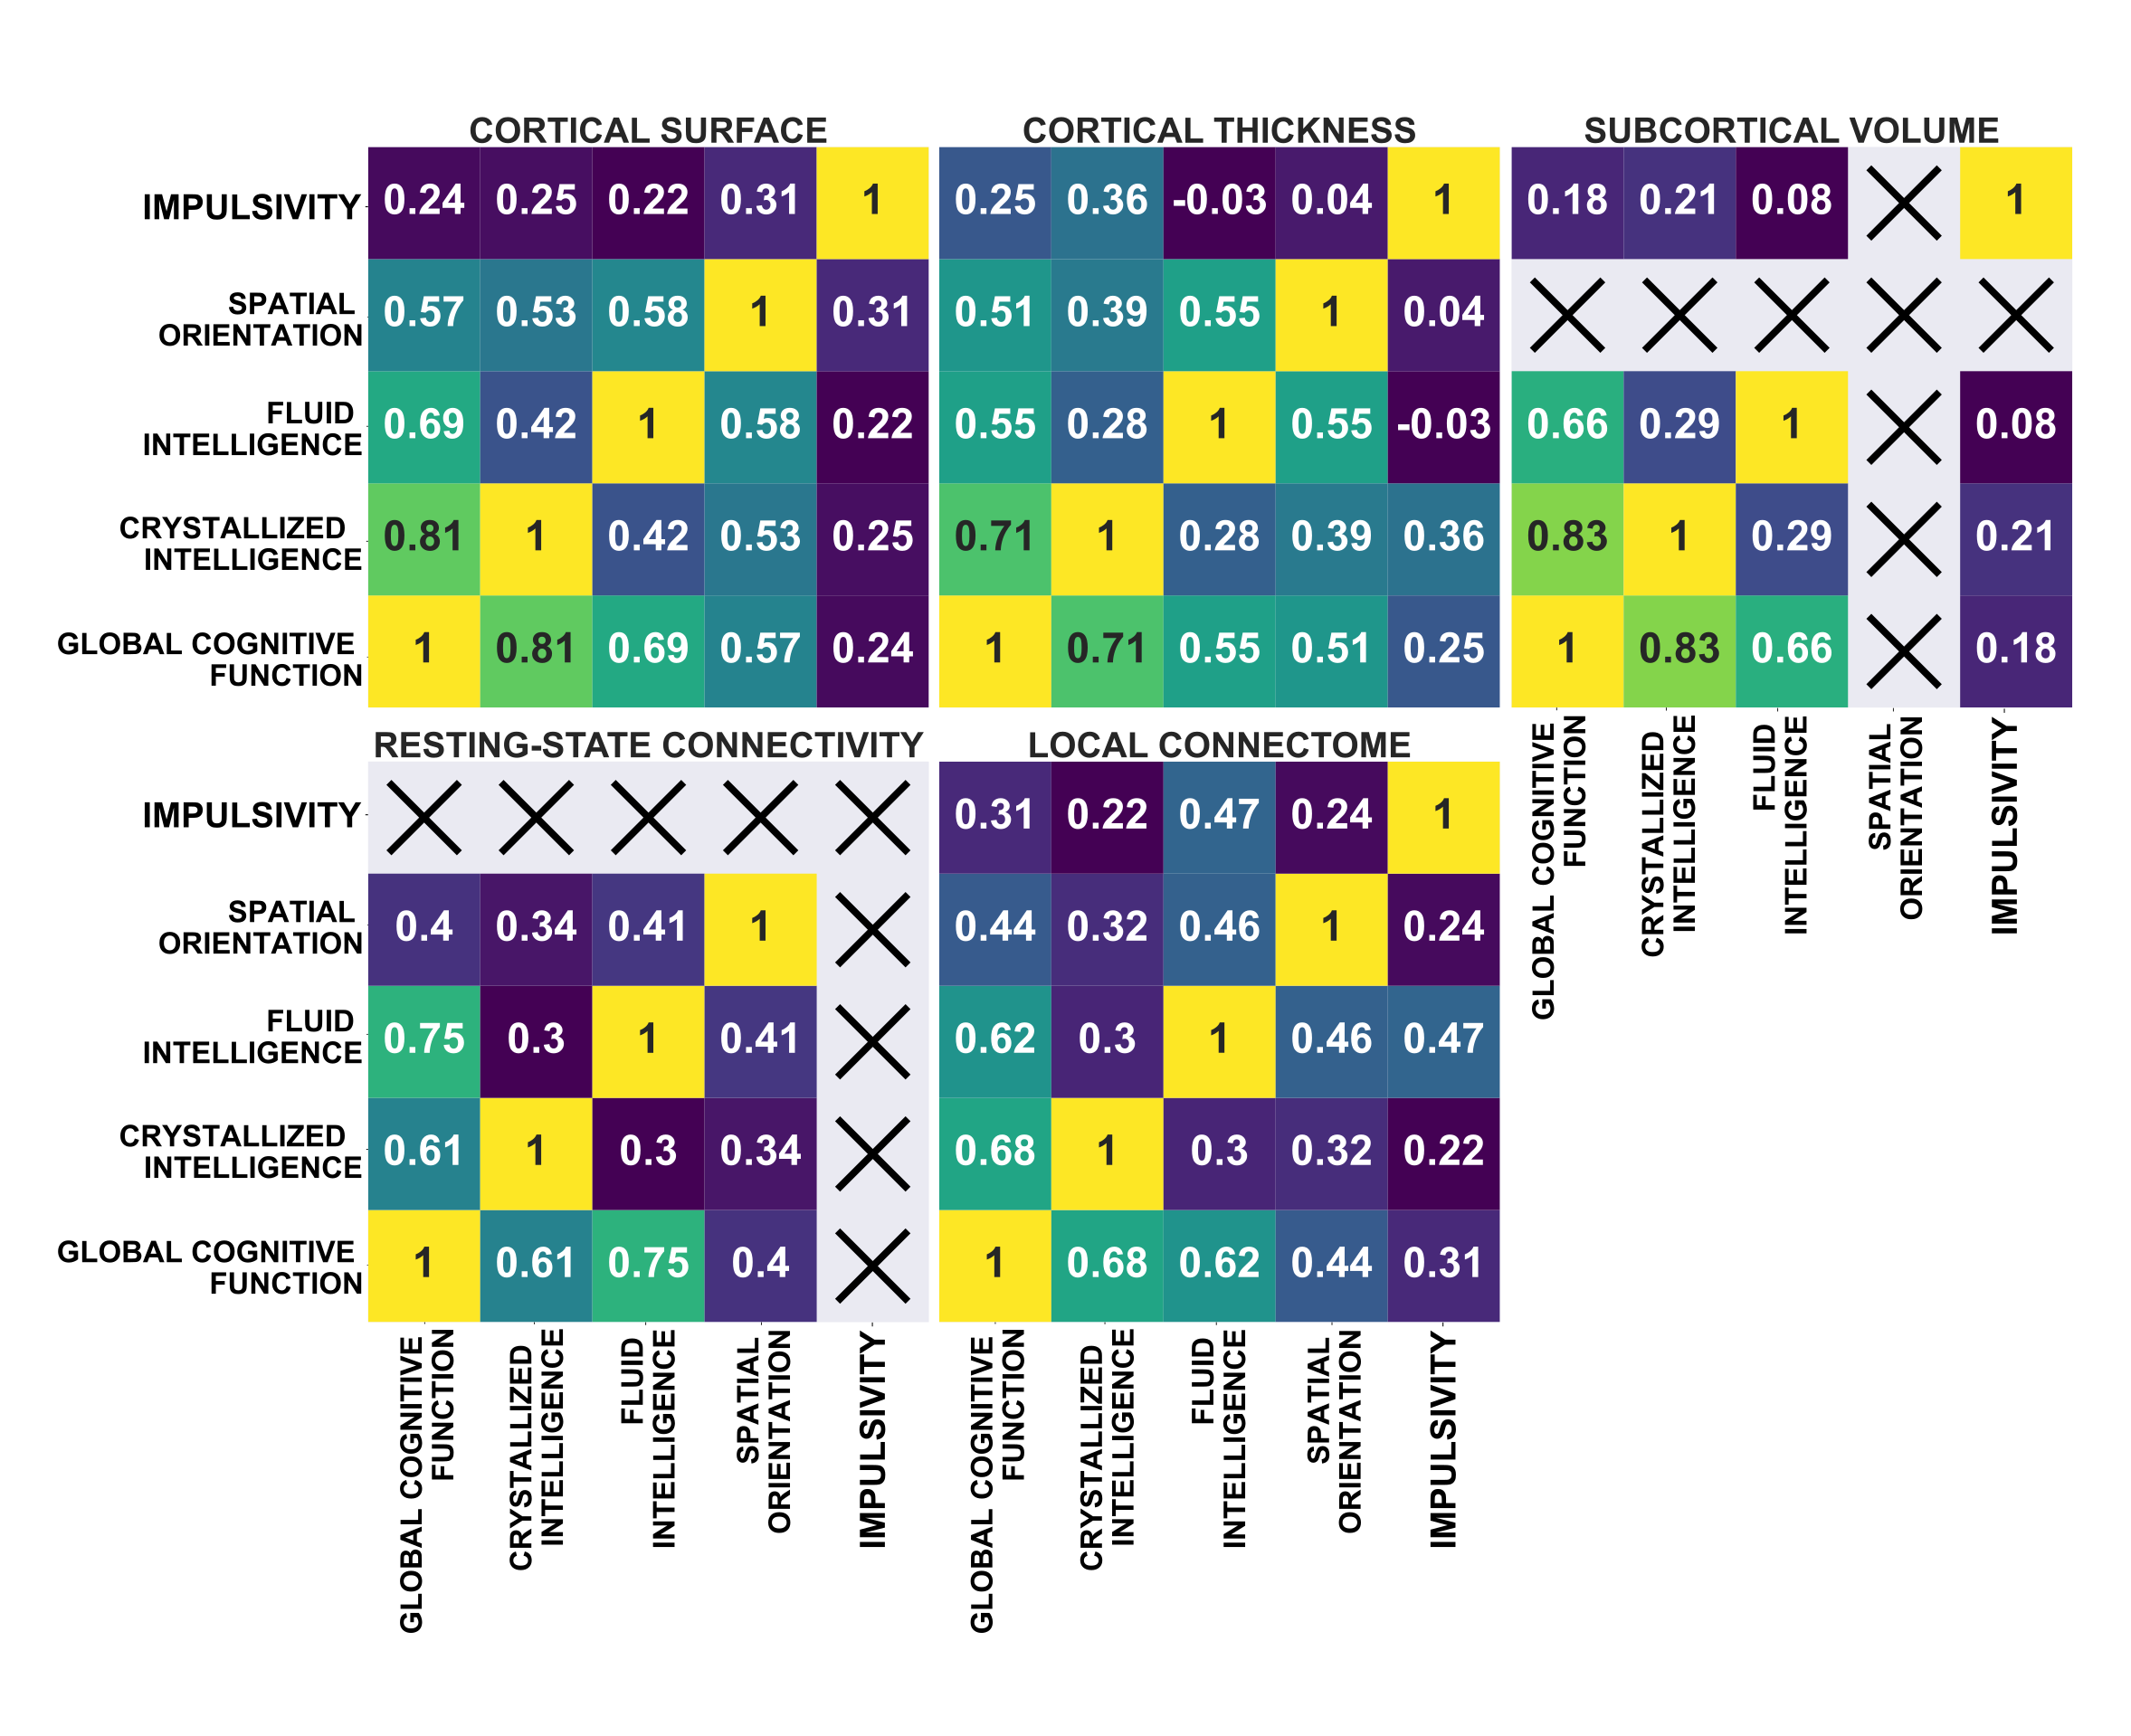 CORTICAL SURFACE CORTICAL THICKNESS SUBCORTICAL VOLUME
IMPULSIVITY 0.24 0.25 0.22 0.31 1 0.25 0.36 -0.03 0.04 1 0.18 0.21 0.08 1
SPATIAL
ORIENTATION 0.57 0.53 0.58 1 0.31 0.51 0.39 0.55 1 0.04
FLUID
INTELLIGENCE 0.69 0.42 1 0.58 0.22 0.55 0.28 1 0.55 -0.03 0.66 0.29 1 0.08
CRYSTALLIZED
INTELLIGENCE 0.81 1 0.42 0.53 0.25 0.71 1 0.28 0.39 0.36 0.83 1 0.29 0.21
GLOBAL COGNITIVE
FUNCTION 1 0.81 0.69 0.57 0.24 1 0.71 0.55 0.51 0.25 1 0.83 0.66 0.18
GLOBAL COGNITIVE
FUNCTION
CRYSTALLIZED
INTELLIGENCE
FLUID
INTELLIGENCE
SPATIAL
ORIENTATION
IMPULSIVITY
RESTING-STATE CONNECTIVITY LOCAL CONNECTOME
IMPULSIVITY 0.31 0.22 0.47 0.24 1
SPATIAL
ORIENTATION 0.4 0.34 0.41 1 0.44 0.32 0.46 1 0.24
FLUID
INTELLIGENCE 0.75 0.3 1 0.41 0.62 0.3 1 0.46 0.47
CRYSTALLIZED
INTELLIGENCE 0.61 1 0.3 0.34 0.68 1 0.3 0.32 0.22
GLOBAL COGNITIVE
FUNCTION 1 0.61 0.75 0.4 1 0.68 0.62 0.44 0.31
GLOBAL COGNITIVE
FUNCTION
CRYSTALLIZED
INTELLIGENCE
FLUID
INTELLIGENCE
SPATIAL
ORIENTATION
IMPULSIVITY
GLOBAL COGNITIVE
FUNCTION
CRYSTALLIZED
INTELLIGENCE
FLUID
INTELLIGENCE
SPATIAL
ORIENTATION
IMPULSIVITY